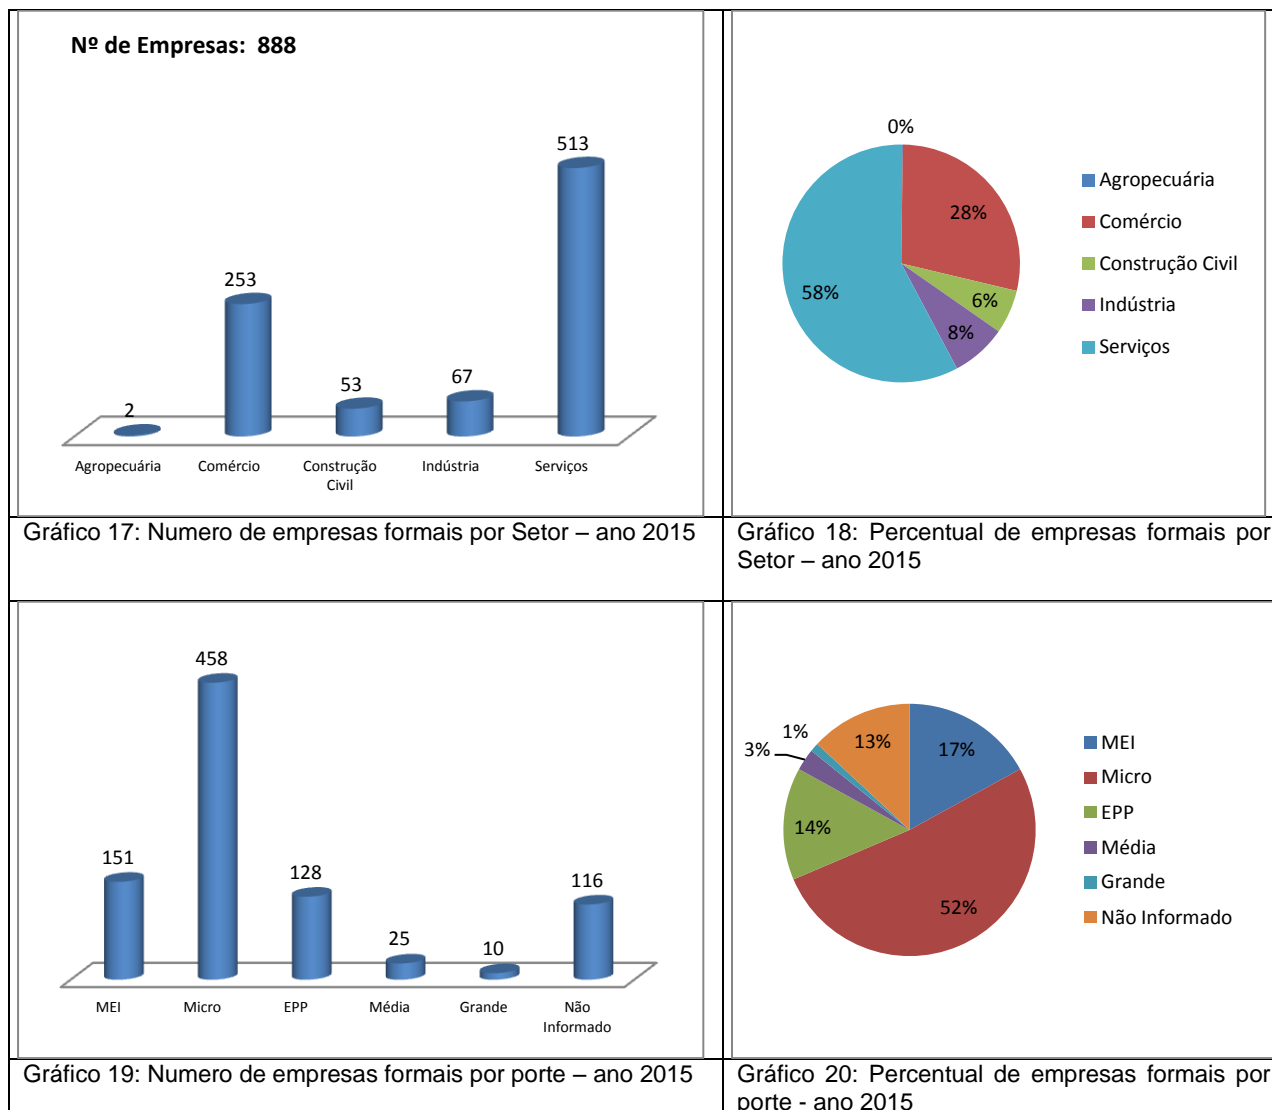 Nº de Empresas:  888
513
253
53
67
2
Agropecuária
Comércio
Construção
Civil
Indústria
Serviços
0%
28%
6%
8%
58%
Agropecuária
Comércio
Construção Civil
Indústria
Serviços
Gráfico 17: Numero de empresas formais por Setor – ano 2015
Gráfico 18: Percentual de empresas formais por
Setor – ano 2015
458
151
128
25
10
116
MEI
Micro
EPP
Média
Grande
Não
Informado
1%
3%
13%
17%
14%
52%
MEI
Micro
EPP
Média
Grande
Não Informado
Gráfico 19: Numero de empresas formais por porte – ano 2015
Gráfico 20: Percentual de empresas formais por
porte - ano 2015